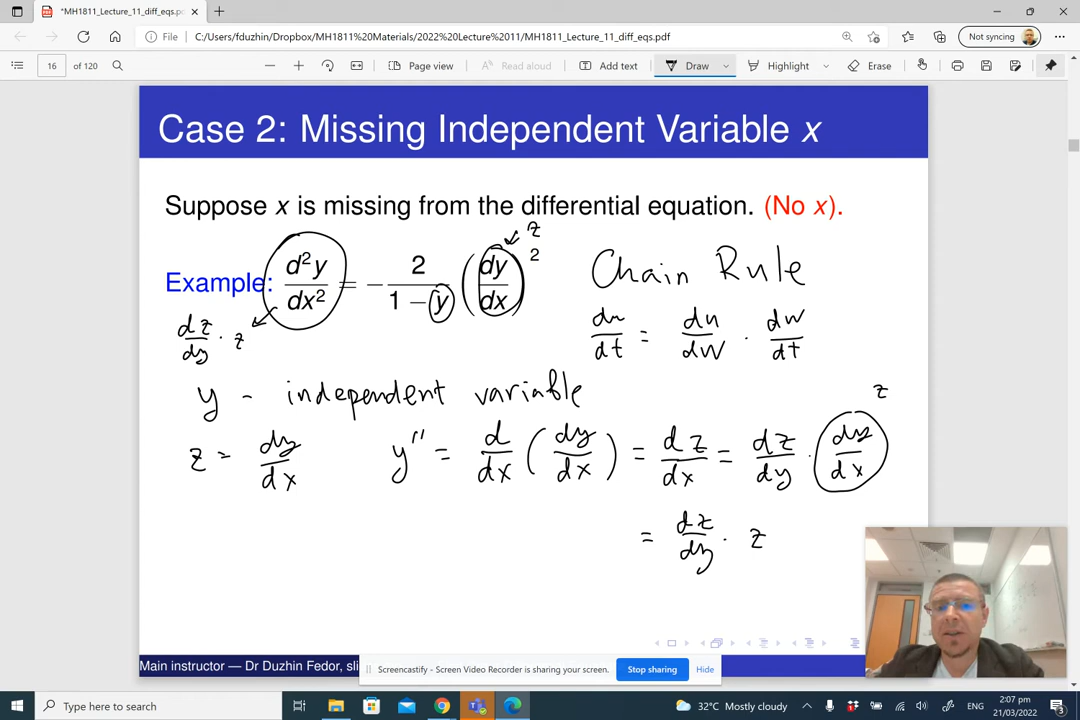 *MH1811_Lecture_11_diff_eqs.pdf
File C:/Users/fduzhin/Dropbox/MH1811%20Materials/2022%20Lecture%2011/MH1811_Lecture_11_diff_eqs.pdf
Not syncing
16 of 120 Page view Read aloud Add text Draw Highlight Erase
Case 2: Missing Independent Variable x
Suppose x is missing from the differential equation. (No x).
z
Example: d²y/dx² = − 2/(1 − y) (dy/dx)²
Chain Rule
dz/dy · z
du/dt = du/dw · dw/dt
y - independent variable
z
z = dy/dx y'' = d/dx (dy/dx) = dz/dx = dz/dy · dy/dx
= dz/dy · z
Main instructor — Dr Duzhin Fedor, sli
Screencastify - Screen Video Recorder is sharing your screen. Stop sharing Hide
Type here to search
32°C Mostly cloudy
ENG
2:07 pm
21/03/2022
3